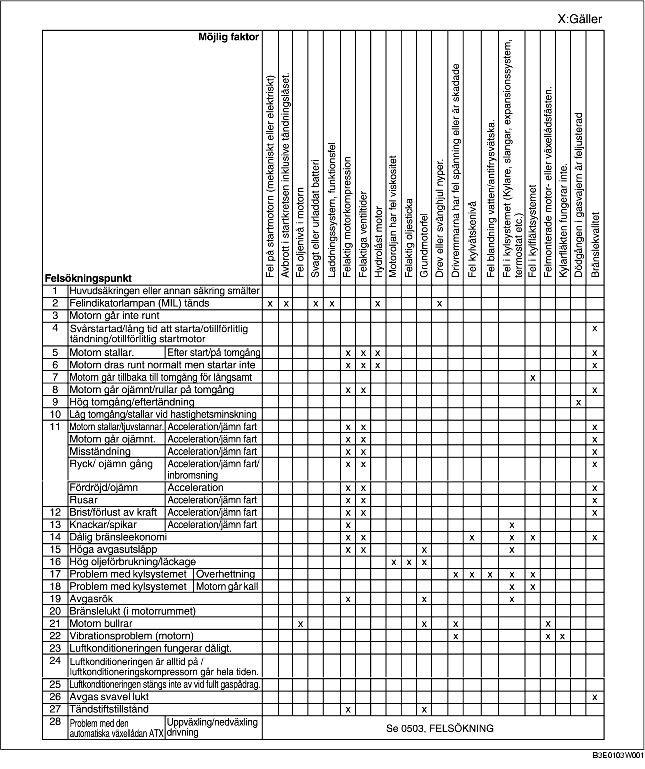 X:Gäller
Möjlig faktor
Fel på startmotorn (mekaniskt eller elektriskt)
Avbrott i startkretsen inklusive tändningslåset.
Fel oljenivå i motorn
Svagt eller urladdat batteri
Laddningssystem, funktionsfel
Felaktig motorkompression
Felaktiga ventiltider
Hydrolåst motor
Motoroljan har fel viskositet
Felaktig oljesticka
Grundmotorfel
Drev eller svänghjul nyper.
Drivremmarna har fel spänning eller är skadade
Fel kylvätskenivå
Fel blandning vatten/antifrysvätska.
Fel i kylsystemet (Kylare, slangar, expansionssystem,
termostat etc.)
Fel i kylfläktsystemet
Felmonterade motor- eller växellådsfästen.
Kylarfläkten fungerar inte.
Dödgången i gasvajern är feljusterad
Bränslekvalitet
Felsökningspunkt
1 Huvudsäkringen eller annan säkring smälter
2 Felindikatorlampan (MIL) tänds x x x x x x
3 Motorn går inte runt
4 Svårstartad/lång tid att starta/otillförlitlig
tändning/otillförlitlig startmotor x
5 Motorn stallar. Efter start/på tomgång x x x x
6 Motorn dras runt normalt men startar inte x x x x
7 Motorn går tillbaka till tomgång för långsamt x
8 Motorn går ojämnt/rullar på tomgång x x x
9 Hög tomgång/eftertändning x
10 Låg tomgång/stallar vid hastighetsminskning
11 Motorn stallar/tjuvstannar. Acceleration/jämn fart x x x
Motorn går ojämnt. Acceleration/jämn fart x x x
Misständning Acceleration/jämn fart x x x
Ryck/ ojämn gång Acceleration/jämn fart/
inbromsning x x x
Fördröjd/ojämn Acceleration x x x
Rusar Acceleration/jämn fart x x x
12 Brist/förlust av kraft Acceleration/jämn fart x x x
13 Knackar/spikar Acceleration/jämn fart x x
14 Dålig bränsleekonomi x x x x x x
15 Höga avgasutsläpp x x x x
16 Hög oljeförbrukning/läckage x x x
17 Problem med kylsystemet Överhettning x x x x x
18 Problem med kylsystemet Motorn går kall x x
19 Avgasrök x x x
20 Bränslelukt (i motorrummet)
21 Motorn bullrar x x x x
22 Vibrationsproblem (motorn) x x x
23 Luftkonditioneringen fungerar dåligt.
24 Luftkonditioneringen är alltid på /
luftkonditioneringskompressorn går hela tiden.
25 Luftkonditioneringen stängs inte av vid fullt gaspådrag.
26 Avgas svavel lukt x
27 Tändstiftstillstånd x x
28 Problem med den
automatiska växellådan ATX Uppväxling/nedväxling
drivning Se 0503, FELSÖKNING
B3E0103W001